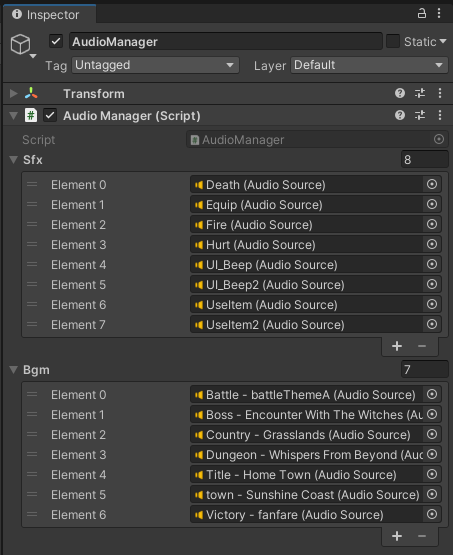 Inspector
AudioManager Static
Tag Untagged Layer Default
Transform
# Audio Manager (Script)
Script # AudioManager
Sfx 8
Element 0 Death (Audio Source)
Element 1 Equip (Audio Source)
Element 2 Fire (Audio Source)
Element 3 Hurt (Audio Source)
Element 4 UI_Beep (Audio Source)
Element 5 UI_Beep2 (Audio Source)
Element 6 UseItem (Audio Source)
Element 7 UseItem2 (Audio Source)
+ −
Bgm 7
Element 0 Battle - battleThemeA (Audio Source)
Element 1 Boss - Encounter With The Witches (Au
Element 2 Country - Grasslands (Audio Source)
Element 3 Dungeon - Whispers From Beyond (Aud
Element 4 Title - Home Town (Audio Source)
Element 5 town - Sunshine Coast (Audio Source)
Element 6 Victory - fanfare (Audio Source)
+ −